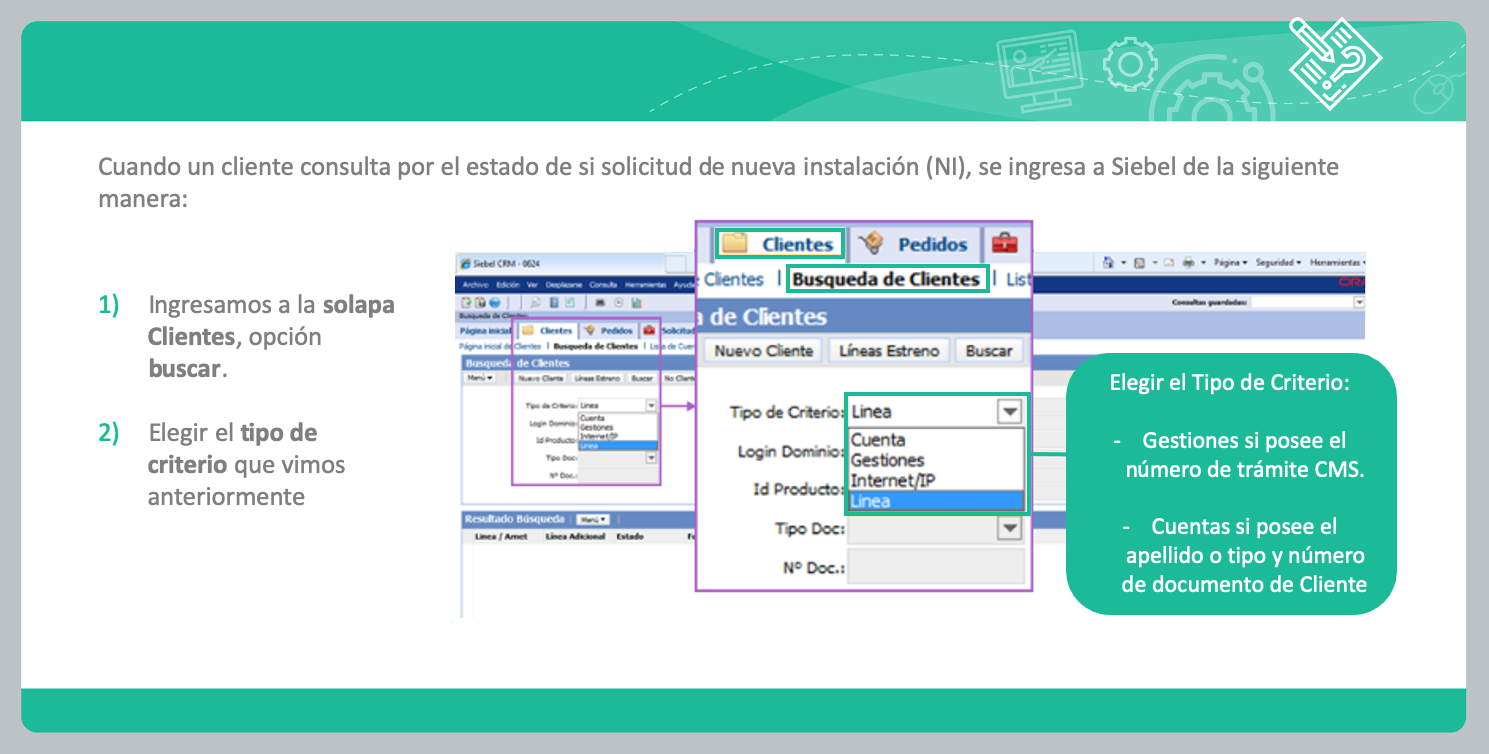 Cuando un cliente consulta por el estado de si solicitud de nueva instalación (NI), se ingresa a Siebel de la siguiente
manera:
1) Ingresamos a la solapa
Clientes, opción
buscar.
2) Elegir el tipo de
criterio que vimos
anteriormente
Siebel CRM - 0624
Página Seguridad Herramientas
Archivo Edición Ver Desplazarse Consulta Herramientas Ayuda
Consultas guardadas:
Busqueda de Clientes
Página inicial Clientes Pedidos Solicitud
Página inicial de Clientes | Busqueda de Clientes | Lista de Cuen
Busqueda de Clientes
Menú Nuevo Cliente Líneas Estreno Buscar No Client
Tipo de Criterio: Linea
Cuenta
Login Dominio: Gestiones
Internet/IP
Id Producto: Linea
Tipo Doc:
Nº Doc.:
Resultado Búsqueda | Menú |
Linea / Amet Linea Adicional Estado Fe
Clientes Pedidos
Clientes | Busqueda de Clientes | List
a de Clientes
Nuevo Cliente Líneas Estreno Buscar
Tipo de Criterio: Linea
Cuenta
Login Dominio: Gestiones
Internet/IP
Id Producto: Linea
Tipo Doc:
Nº Doc.:
Elegir el Tipo de Criterio:
- Gestiones si posee el
número de trámite CMS.
- Cuentas si posee el
apellido o tipo y número
de documento de Cliente